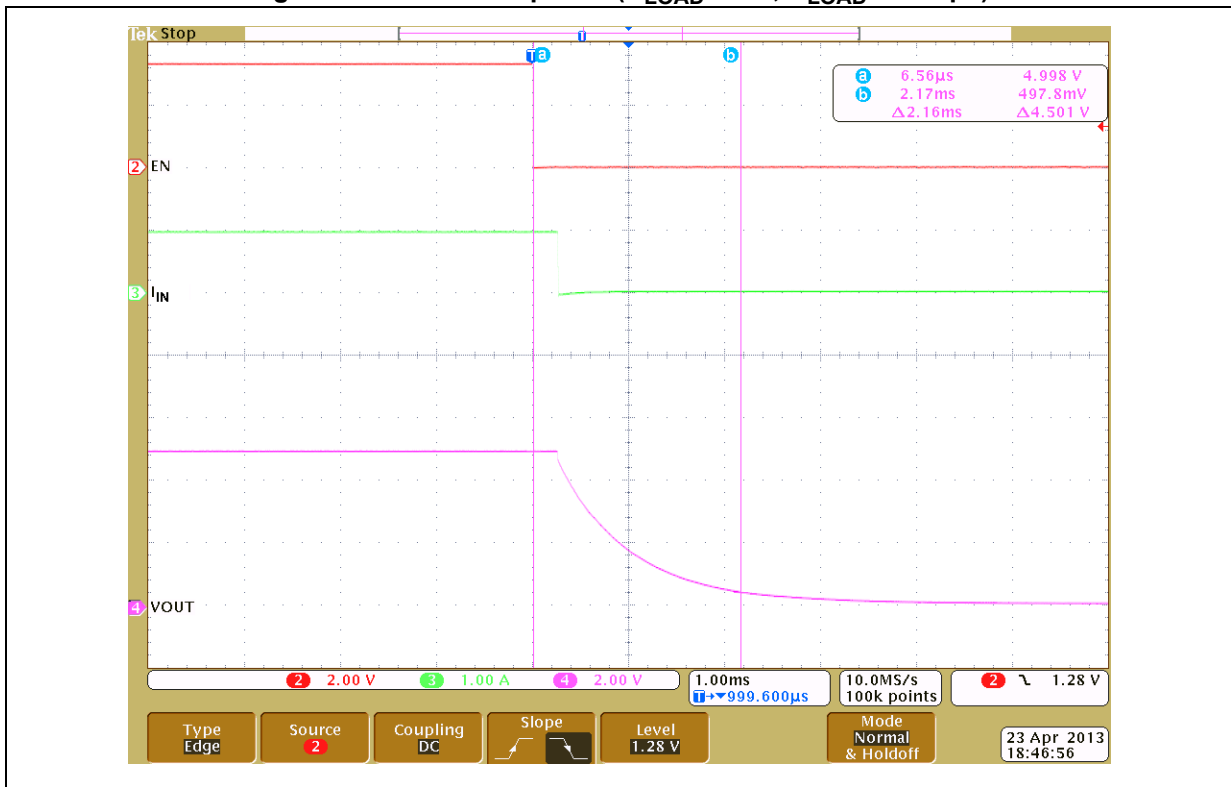 Tek Stop
T a b
a 6.56µs 4.998 V
b 2.17ms 497.8mV
Δ2.16ms Δ4.501 V
2 EN
3 IIN
4 VOUT
2 2.00 V 3 1.00 A 4 2.00 V
1.00ms
T→▼999.600µs
10.0MS/s
100k points
2 1.28 V
Type
Edge
Source
2
Coupling
DC
Slope
Level
1.28 V
Mode
Normal
& Holdoff
23 Apr 2013
18:46:56